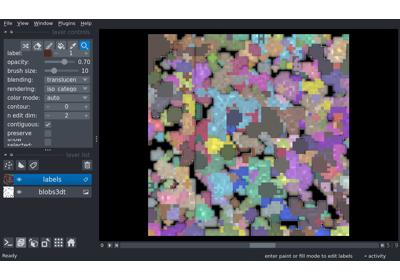 File View Window Plugins Help
layer controls
label: 1
opacity: 0.70
brush size: 10
blending: translucen
rendering: iso_catego
color mode: auto
contour: 0
n edit dim: 2
contiguous:
preserve
selected:
layer list
labels
blobs3dt
Ready
enter paint or fill mode to edit labels
activity